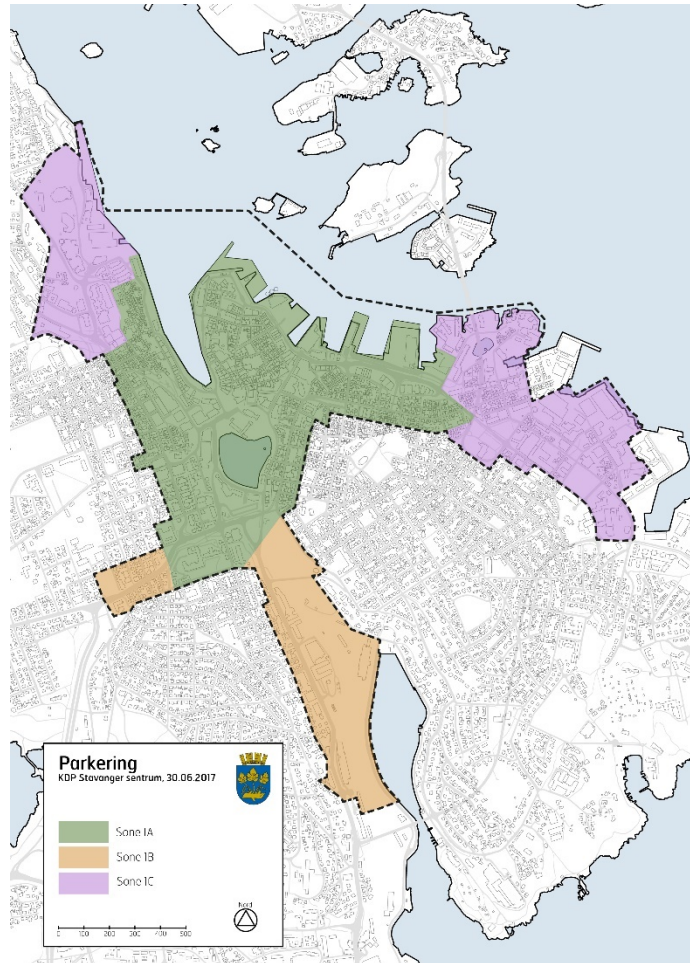 Parkering
KDP Stavanger sentrum, 30.06.2017
Sone 1A
Sone 1B
Sone 1C
Nord
0 100 200 300 400 500